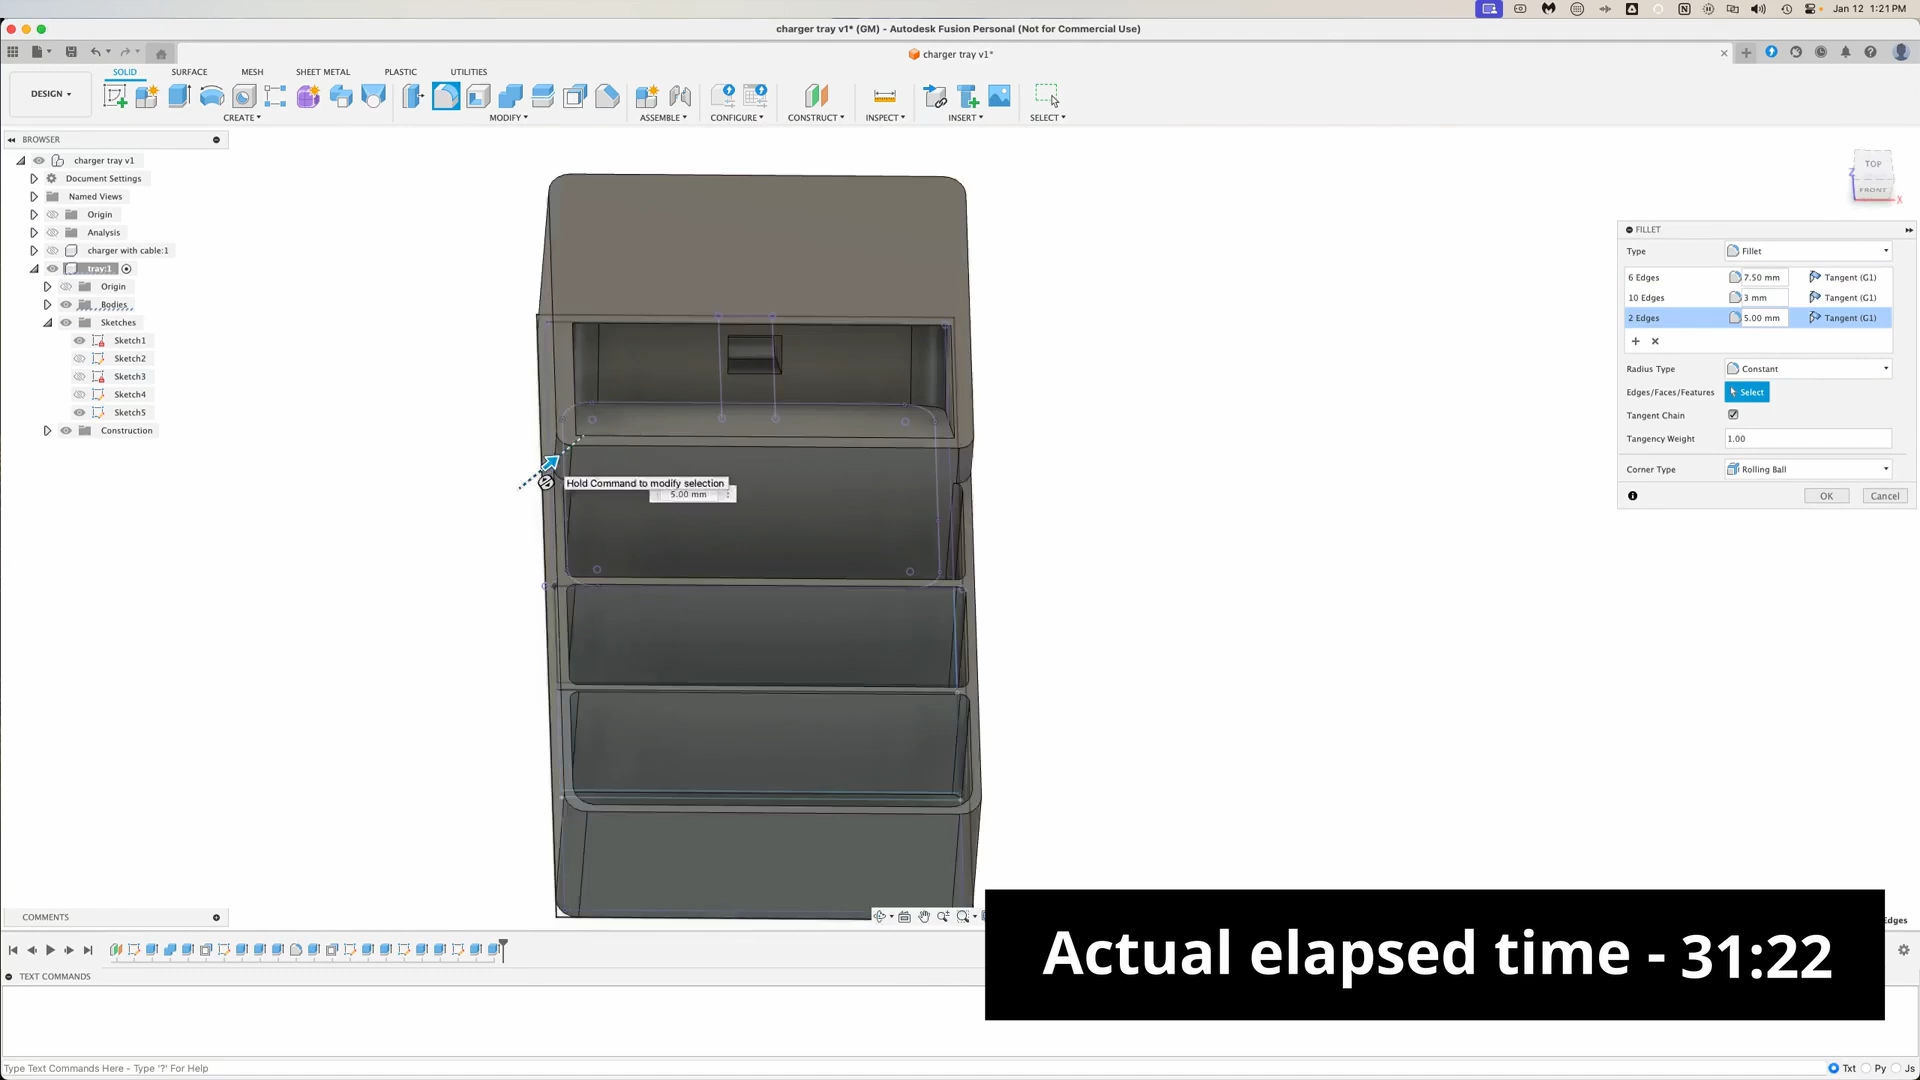 Jan 12 1:21PM
charger tray v1* (GM) - Autodesk Fusion Personal (Not for Commercial Use)
charger tray v1*
SOLID SURFACE MESH SHEET METAL PLASTIC UTILITIES
DESIGN
CREATE MODIFY ASSEMBLE CONFIGURE CONSTRUCT INSPECT INSERT SELECT
BROWSER
charger tray v1
Document Settings
Named Views
Origin
Analysis
charger with cable:1
tray:1
Origin
Bodies
Sketches
Sketch1
Sketch2
Sketch3
Sketch4
Sketch5
Construction
TOP
Z
FRONT
X
FILLET
Type Fillet
6 Edges 7.50 mm Tangent (G1)
10 Edges 3 mm Tangent (G1)
2 Edges 5.00 mm Tangent (G1)
Radius Type Constant
Edges/Faces/Features Select
Tangent Chain
Tangency Weight 1.00
Corner Type Rolling Ball
OK Cancel
Hold Command to modify selection
5.00 mm
COMMENTS
Edges
Actual elapsed time - 31:22
TEXT COMMANDS
Type Text Commands Here - Type '?' For Help
Txt Py Js